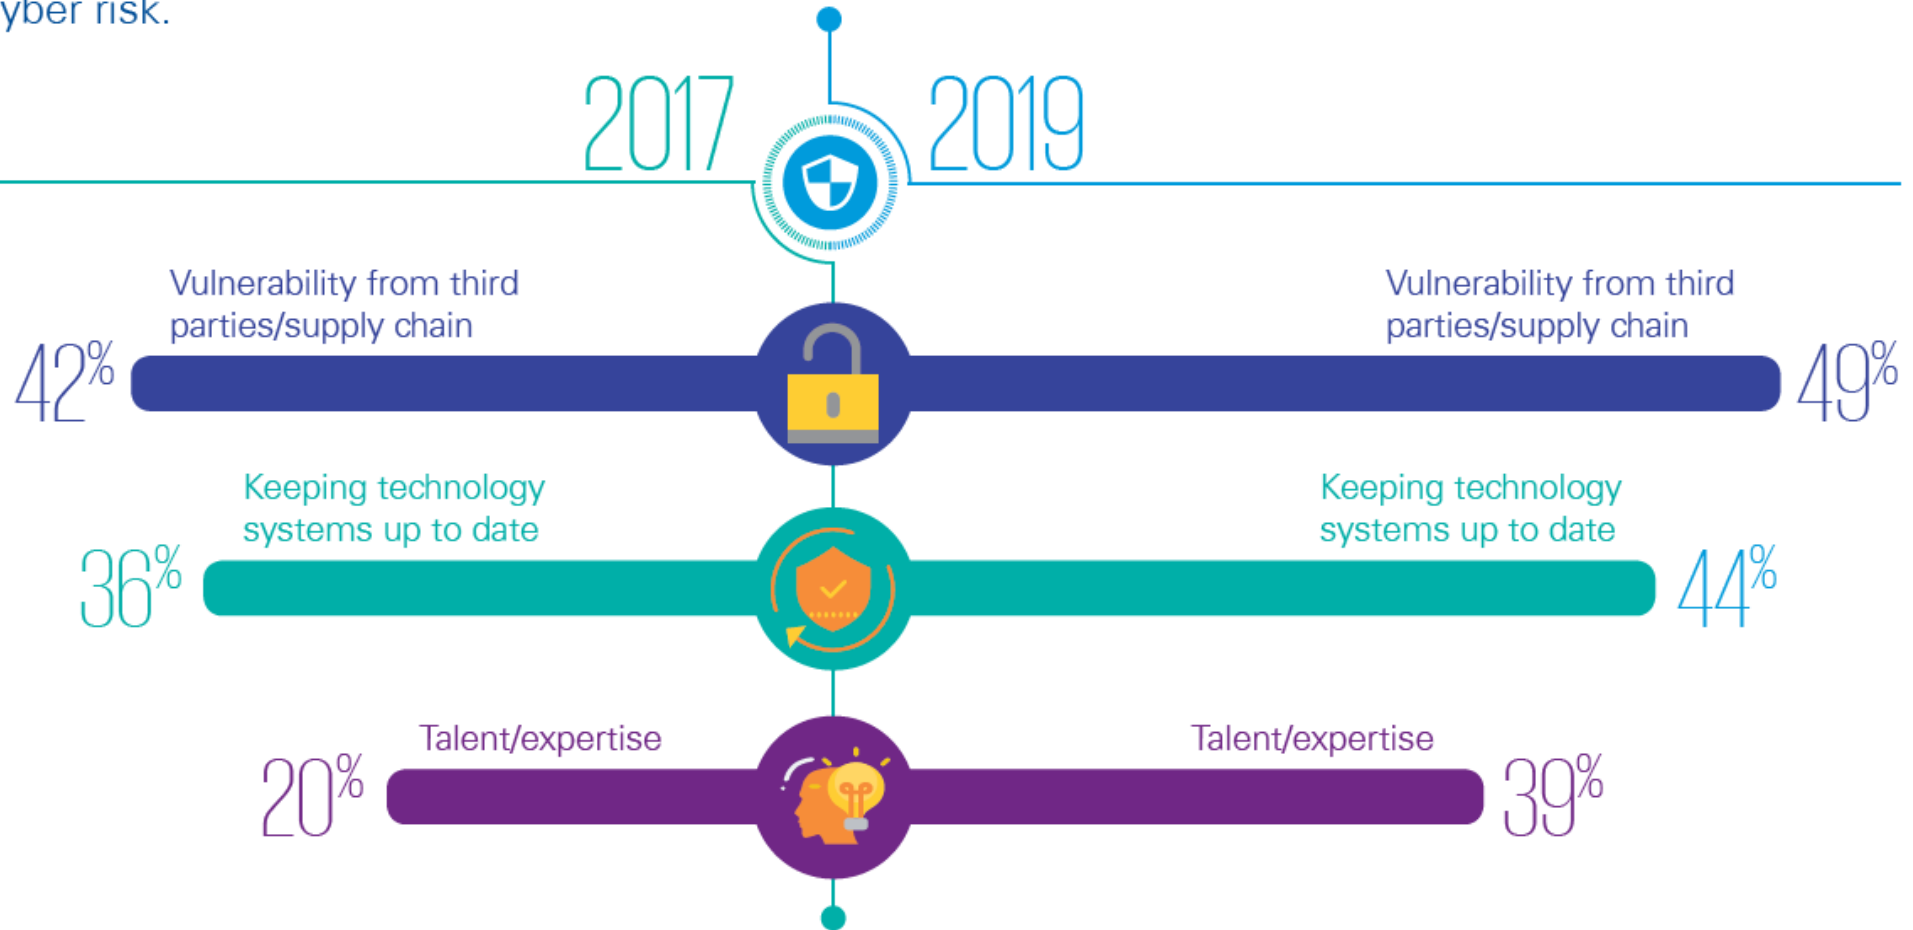 yber risk.
2017 2019
Vulnerability from third
parties/supply chain
42%
Vulnerability from third
parties/supply chain
49%
Keeping technology
systems up to date
36%
Keeping technology
systems up to date
44%
Talent/expertise
20%
Talent/expertise
39%